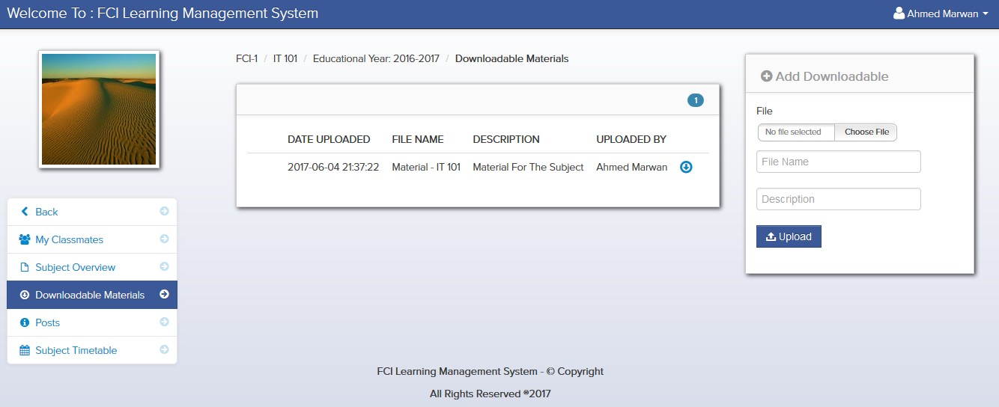 Welcome To : FCI Learning Management System
Ahmed Marwan
FCI-1 / IT 101 / Educational Year: 2016-2017 / Downloadable Materials
1
DATE UPLOADED FILE NAME DESCRIPTION UPLOADED BY
2017-06-04 21:37:22 Material - IT 101 Material For The Subject Ahmed Marwan
Add Downloadable
File
No file selected Choose File
File Name
Description
Upload
Back
My Classmates
Subject Overview
Downloadable Materials
Posts
Subject Timetable
FCI Learning Management System - © Copyright
All Rights Reserved ®2017